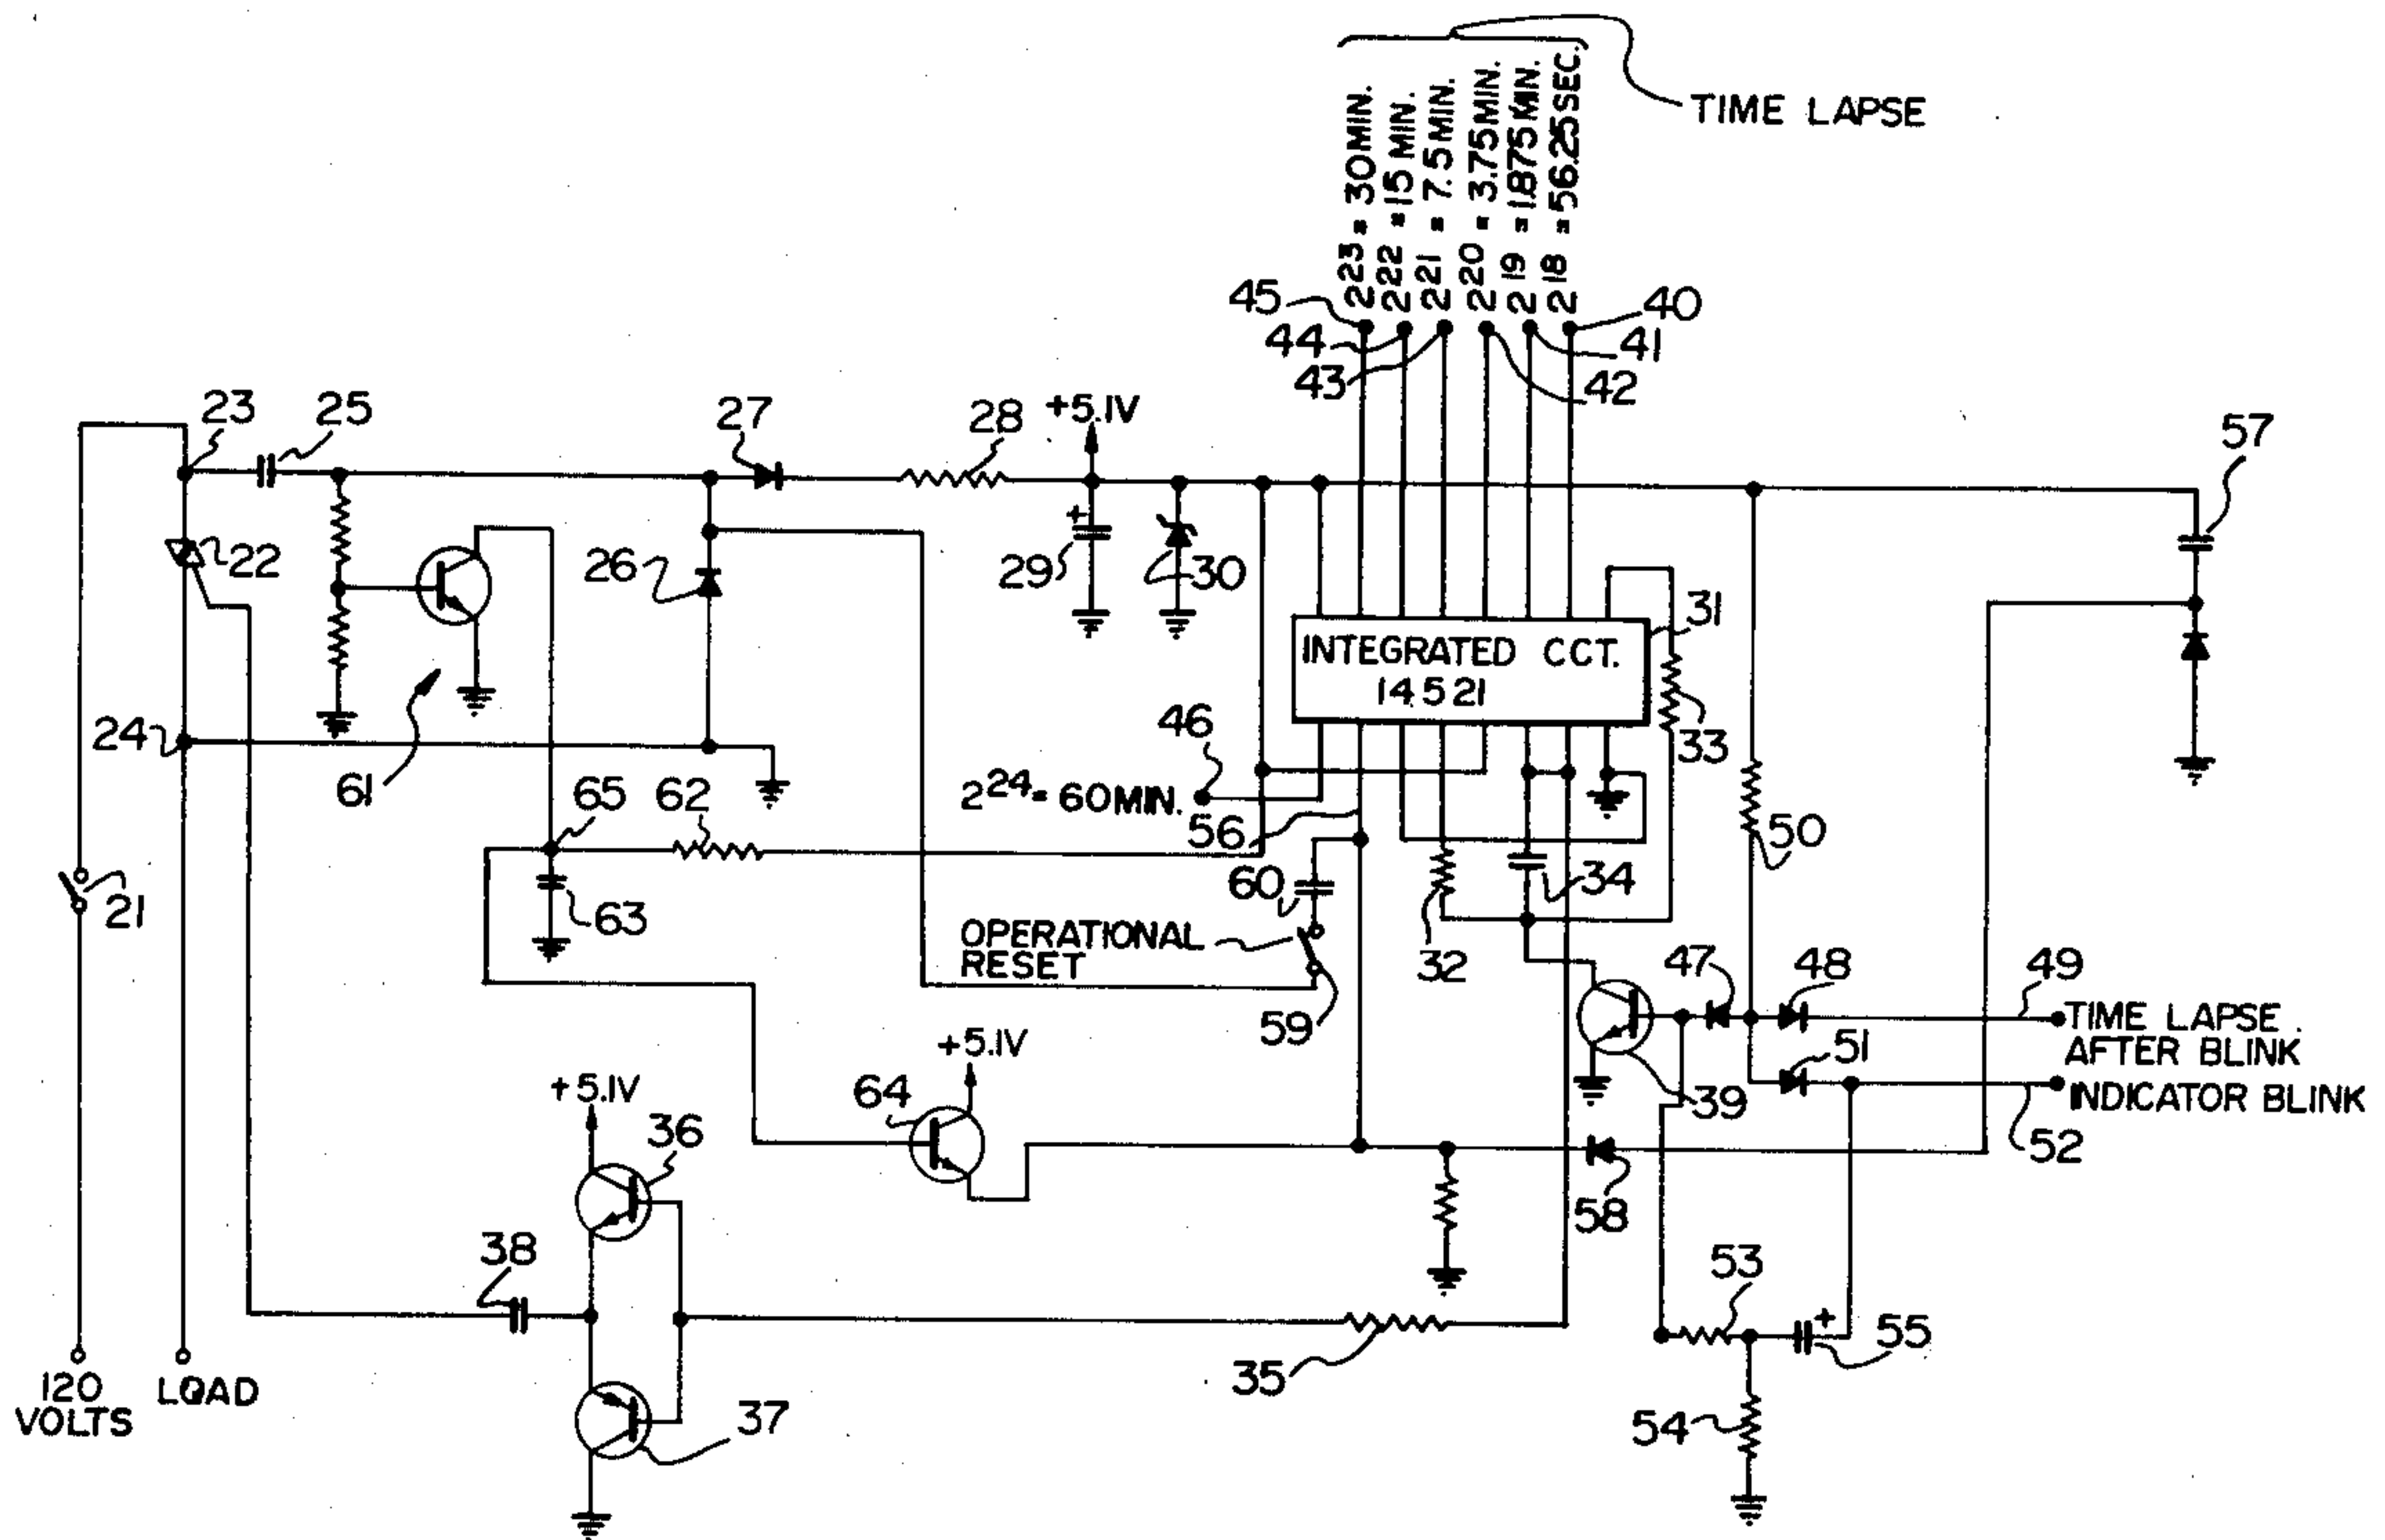 TIME LAPSE
223 = 30MIN.
222 = 15 MIN.
221 = 7.5MIN.
220 = 3.75MIN.
219 = 1.875MIN.
218 = 56.25SEC.
45
44
43
40
41
42
23
25
27
28
+5.1V
57
22
26
29
30
31
INTEGRATED CCT.
14521
33
24
61
65
62
46
2²⁴= 60MIN.
56
50
21
63
60
34
OPERATIONAL
RESET
32
59
47
48
49
TIME LAPSE
AFTER BLINK
51
INDICATOR BLINK
52
39
+5.1V
64
+5.1V
36
58
38
53
55
35
37
54
120
VOLTS
LOAD